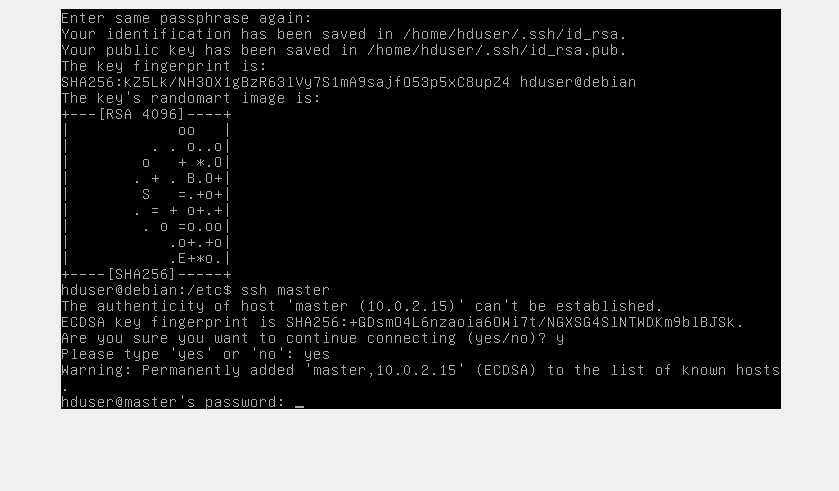 Enter same passphrase again:
Your identification has been saved in /home/hduser/.ssh/id_rsa.
Your public key has been saved in /home/hduser/.ssh/id_rsa.pub.
The key fingerprint is:
SHA256:kZ5Lk/NH3OX1gBzR63lVy7S1mA9sajfO53p5xC8upZ4 hduser@debian
The key's randomart image is:
+---[RSA 4096]----+
|            oo   |
|         . . o..o|
|        o   + *.O|
|       . + . B.O+|
|        S   =.+o+|
|       . = + o+.+|
|        . o =o.oo|
|           .o+.+o|
|           .E+*o.|
+----[SHA256]-----+
hduser@debian:/etc$ ssh master
The authenticity of host 'master (10.0.2.15)' can't be established.
ECDSA key fingerprint is SHA256:+GDsmO4L6nzaoia6OWi7t/NGXSG4SlNTWDKm9blBJSk.
Are you sure you want to continue connecting (yes/no)? y
Please type 'yes' or 'no': yes
Warning: Permanently added 'master,10.0.2.15' (ECDSA) to the list of known hosts
.
hduser@master's password: _